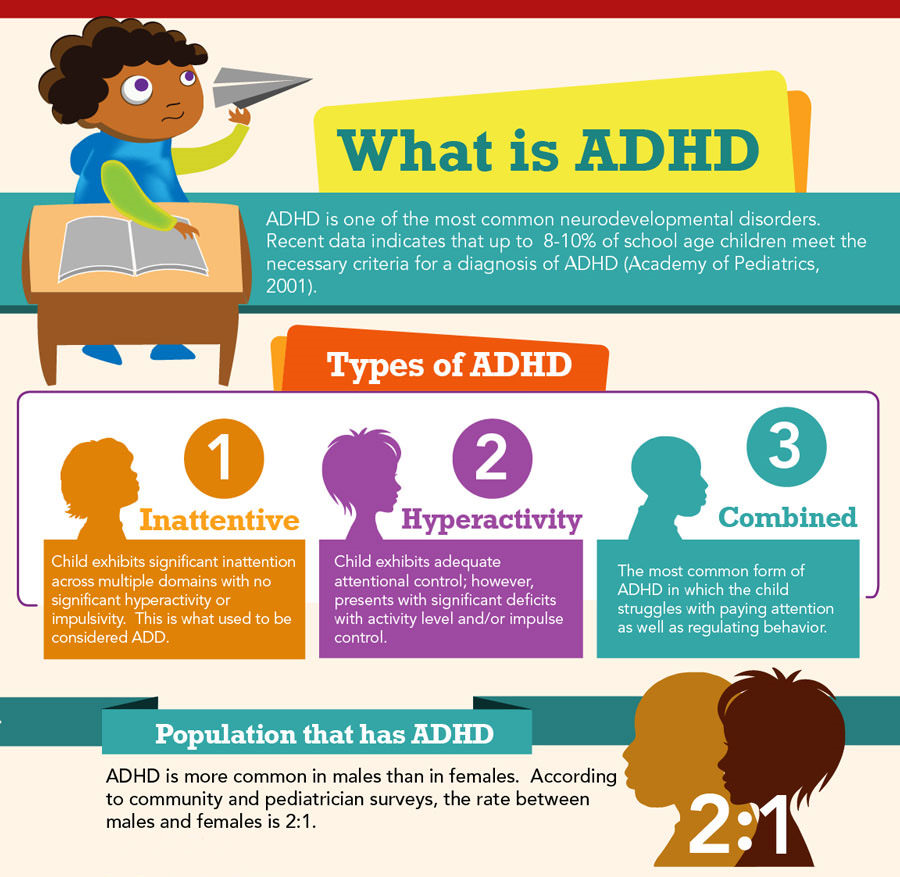 What is ADHD
ADHD is one of the most common neurodevelopmental disorders.
Recent data indicates that up to 8-10% of school age children meet the
necessary criteria for a diagnosis of ADHD (Academy of Pediatrics,
2001).
Types of ADHD
1
Inattentive
Child exhibits significant inattention
across multiple domains with no
significant hyperactivity or
impulsivity. This is what used to be
considered ADD.
2
Hyperactivity
Child exhibits adequate
attentional control; however,
presents with significant deficits
with activity level and/or impulse
control.
3
Combined
The most common form of
ADHD in which the child
struggles with paying attention
as well as regulating behavior.
Population that has ADHD
ADHD is more common in males than in females. According
to community and pediatrician surveys, the rate between
males and females is 2:1.
2:1